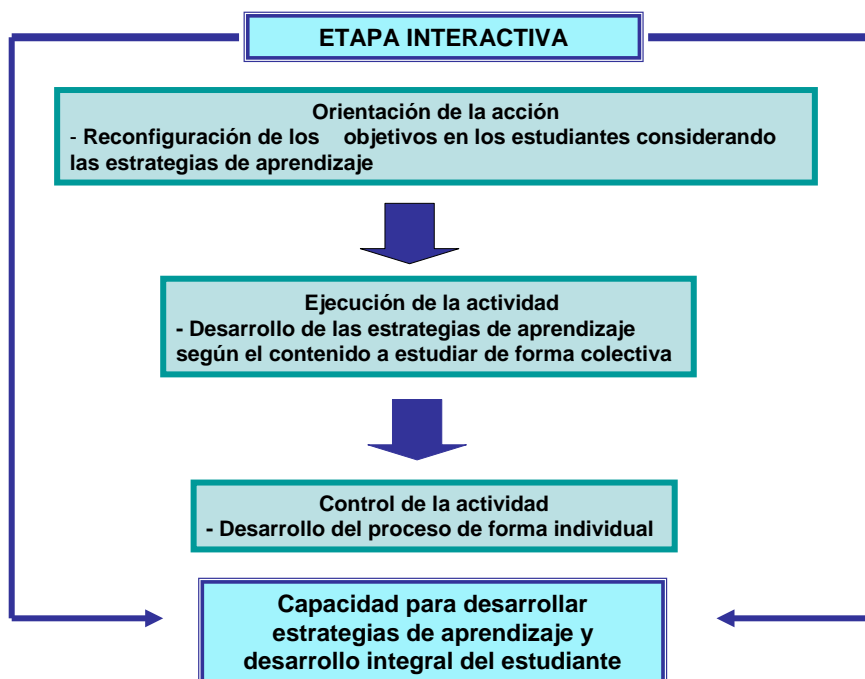 ETAPA INTERACTIVA
Orientación de la acción
- Reconfiguración de los objetivos en los estudiantes considerando
las estrategias de aprendizaje
Ejecución de la actividad
- Desarrollo de las estrategias de aprendizaje
según el contenido a estudiar de forma colectiva
Control de la actividad
- Desarrollo del proceso de forma individual
Capacidad para desarrollar
estrategias de aprendizaje y
desarrollo integral del estudiante